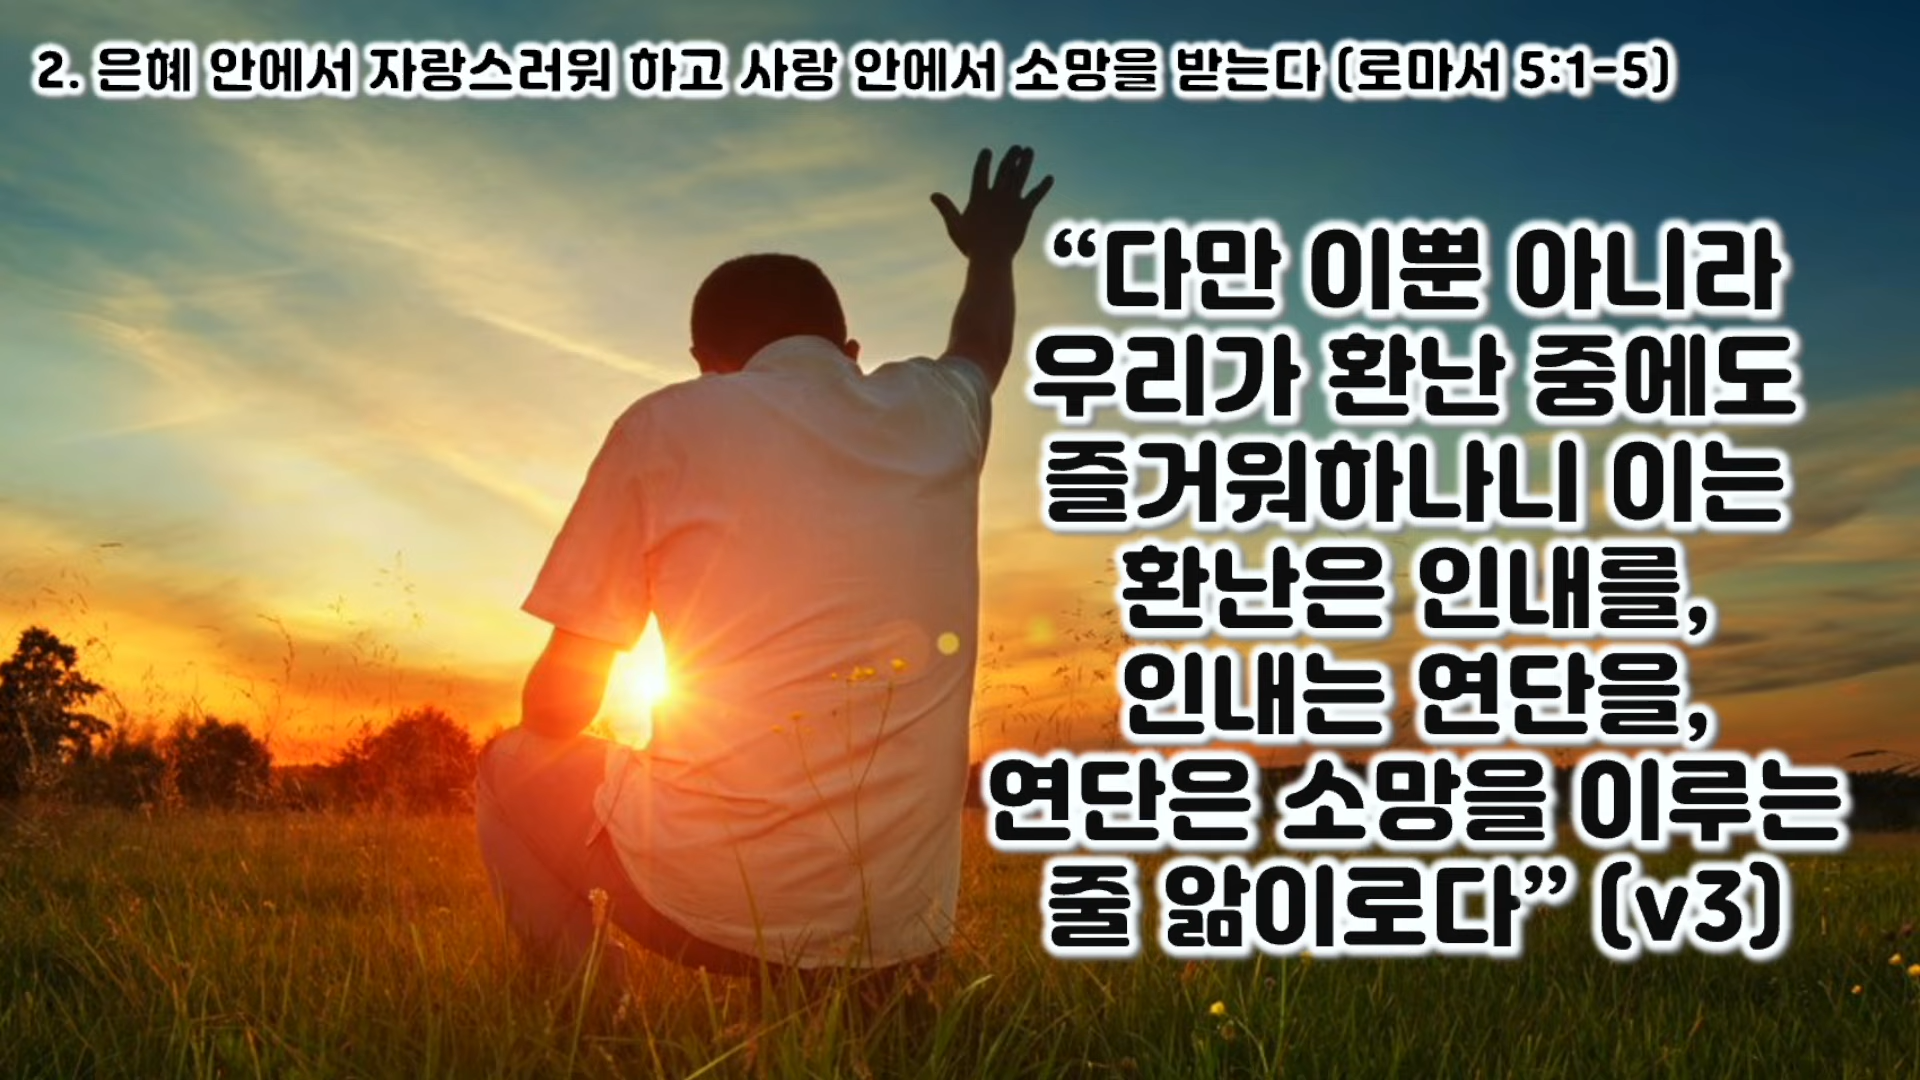 2. 은혜 안에서 자랑스러워 하고 사랑 안에서 소망을 받는다 (로마서 5:1-5)
“다만 이뿐 아니라
우리가 환난 중에도
즐거워하나니 이는
환난은 인내를,
인내는 연단을,
연단은 소망을 이루는
줄 앎이로다” (v3)